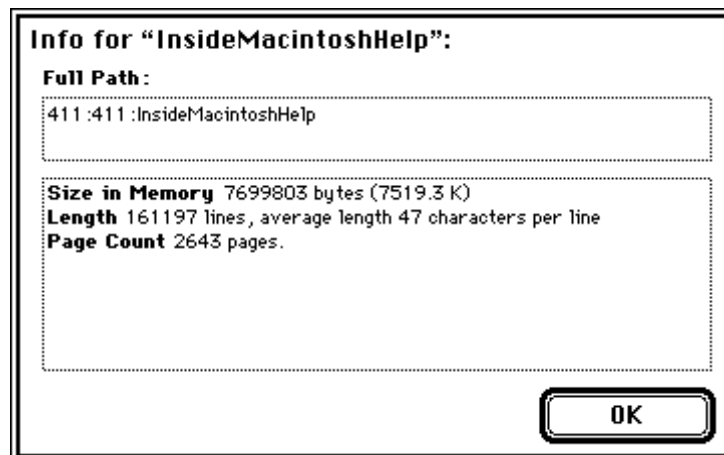 Info for “InsideMacintoshHelp”:
Full Path:
411:411:InsideMacintoshHelp
Size in Memory 7699803 bytes (7519.3 K)
Length 161197 lines, average length 47 characters per line
Page Count 2643 pages.
OK